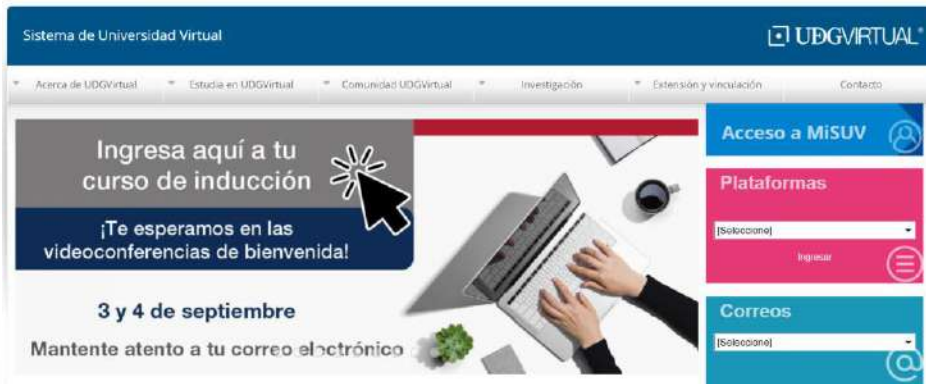 Sistema de Universidad Virtual
UDGVIRTUAL®
Acerca de UDGVirtual
Estudia en UDGVirtual
Comunidad UDGVirtual
Investigación
Extensión y vinculación
Contacto
Ingresa aquí a tu
curso de inducción
¡Te esperamos en las
videoconferencias de bienvenida!
3 y 4 de septiembre
Mantente atento a tu correo electrónico
Acceso a MiSUV
Plataformas
[Seleccione]
Ingresar
Correos
[Seleccione]
@